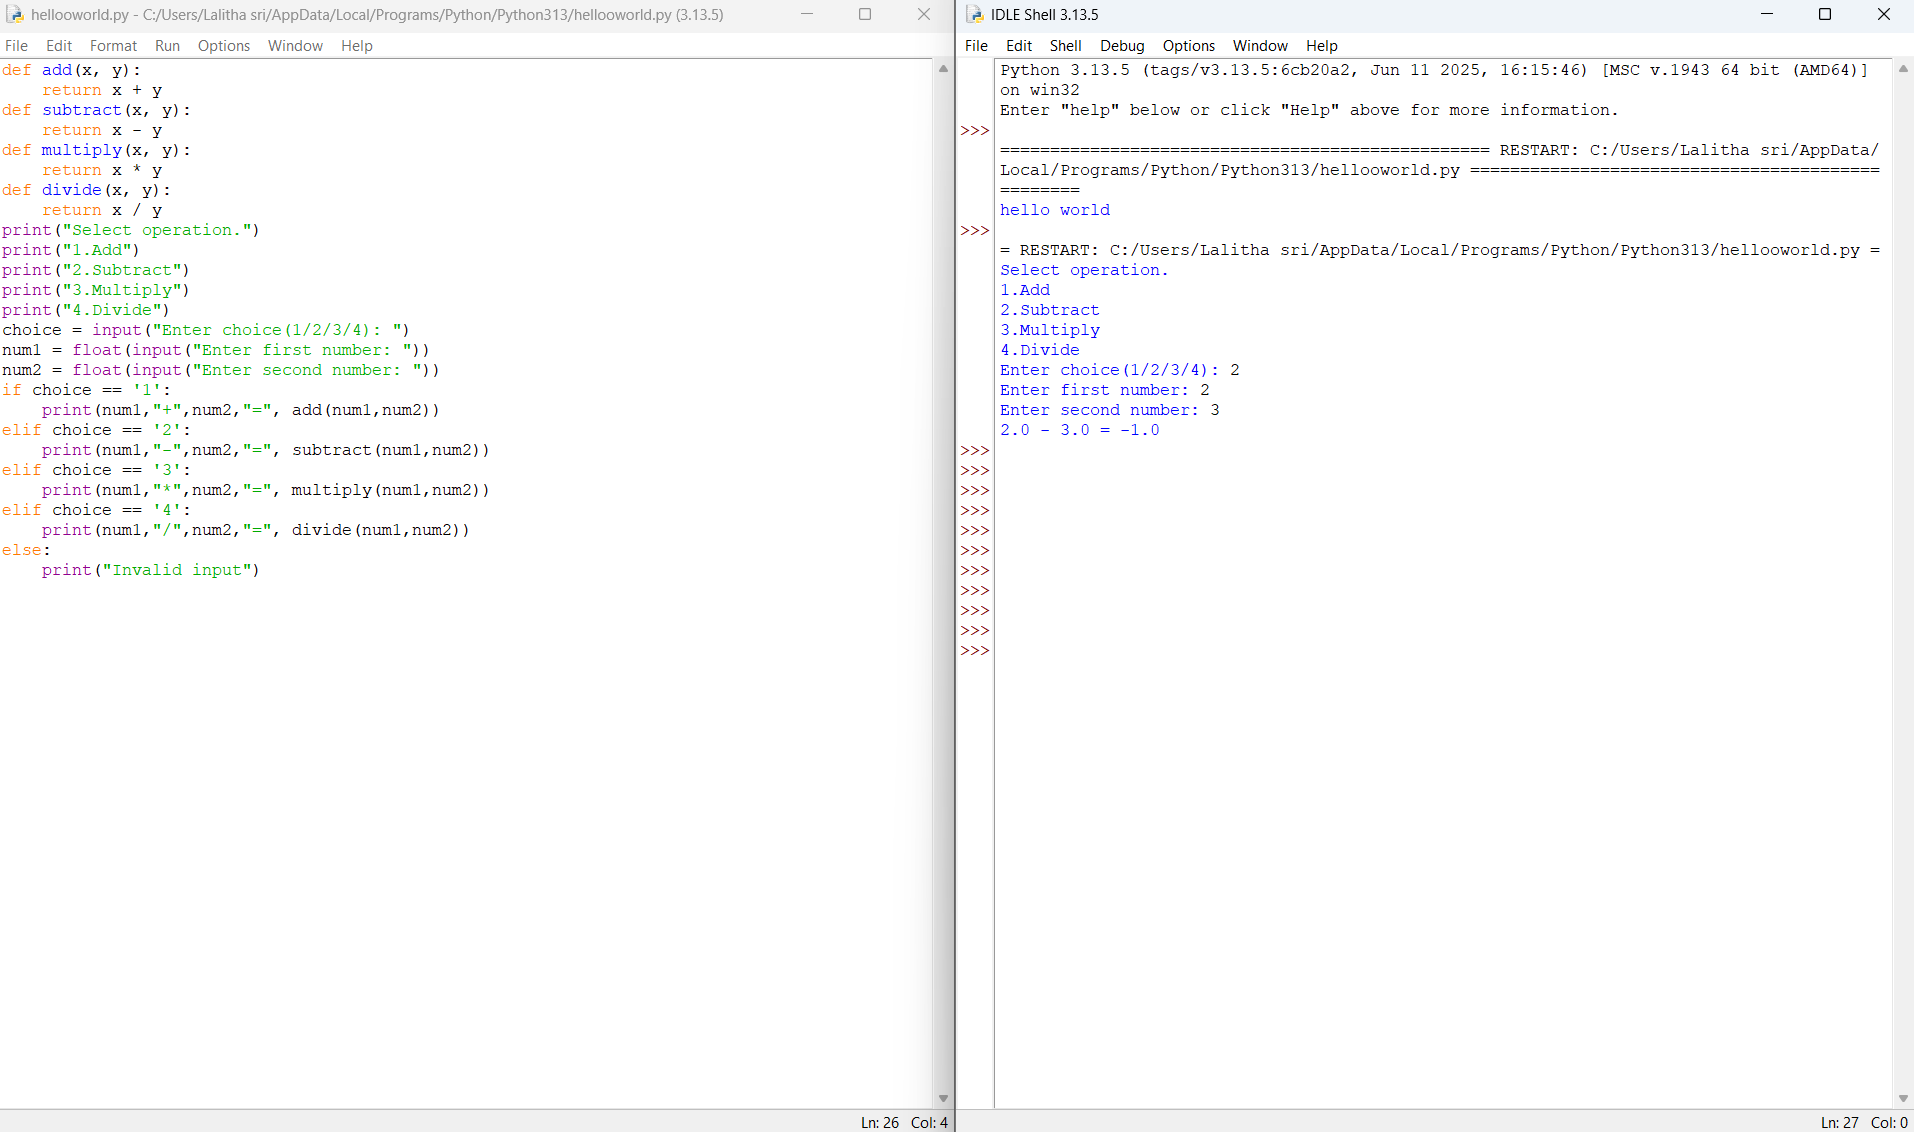 hellooworld.py - C:/Users/Lalitha sri/AppData/Local/Programs/Python/Python313/hellooworld.py (3.13.5)
File Edit Format Run Options Window Help
def add(x, y):
    return x + y
def subtract(x, y):
    return x - y
def multiply(x, y):
    return x * y
def divide(x, y):
    return x / y
print("Select operation.")
print("1.Add")
print("2.Subtract")
print("3.Multiply")
print("4.Divide")
choice = input("Enter choice(1/2/3/4): ")
num1 = float(input("Enter first number: "))
num2 = float(input("Enter second number: "))
if choice == '1':
    print(num1,"+",num2,"=", add(num1,num2))
elif choice == '2':
    print(num1,"-",num2,"=", subtract(num1,num2))
elif choice == '3':
    print(num1,"*",num2,"=", multiply(num1,num2))
elif choice == '4':
    print(num1,"/",num2,"=", divide(num1,num2))
else:
    print("Invalid input")
Ln: 26 Col: 4
IDLE Shell 3.13.5
File Edit Shell Debug Options Window Help
Python 3.13.5 (tags/v3.13.5:6cb20a2, Jun 11 2025, 16:15:46) [MSC v.1943 64 bit (AMD64)]
on win32
Enter "help" below or click "Help" above for more information.
>>>
================================================= RESTART: C:/Users/Lalitha sri/AppData/
Local/Programs/Python/Python313/hellooworld.py =========================================
========
hello world
>>>
= RESTART: C:/Users/Lalitha sri/AppData/Local/Programs/Python/Python313/hellooworld.py =
Select operation.
1.Add
2.Subtract
3.Multiply
4.Divide
Enter choice(1/2/3/4): 2
Enter first number: 2
Enter second number: 3
2.0 - 3.0 = -1.0
>>>
>>>
>>>
>>>
>>>
>>>
>>>
>>>
>>>
>>>
>>>
Ln: 27 Col: 0